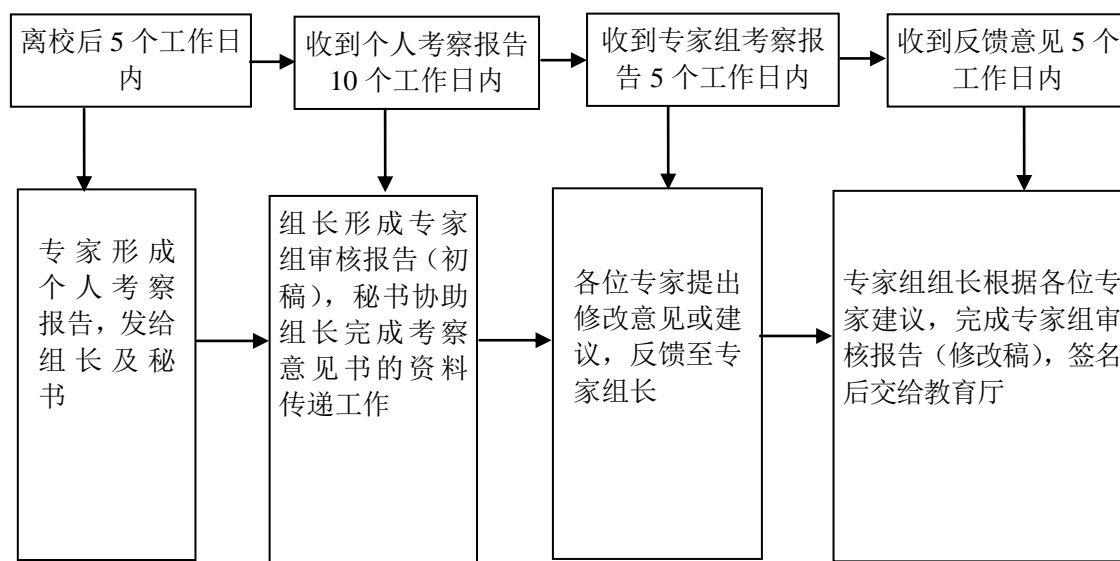 离校后 5 个工作日
内
收到个人考察报告
10 个工作日内
收到专家组考察报
告 5 个工作日内
收到反馈意见 5 个
工作日内
专家形成
个人考察
报告，发给
组长及秘
书
组长形成专家
组审核报告（初
稿），秘书协助
组长完成考察
意见书的资料
传递工作
各位专家提出
修改意见或建
议，反馈至专
家组长
专家组组长根据各位专
家建议，完成专家组审
核报告（修改稿），签名
后交给教育厅